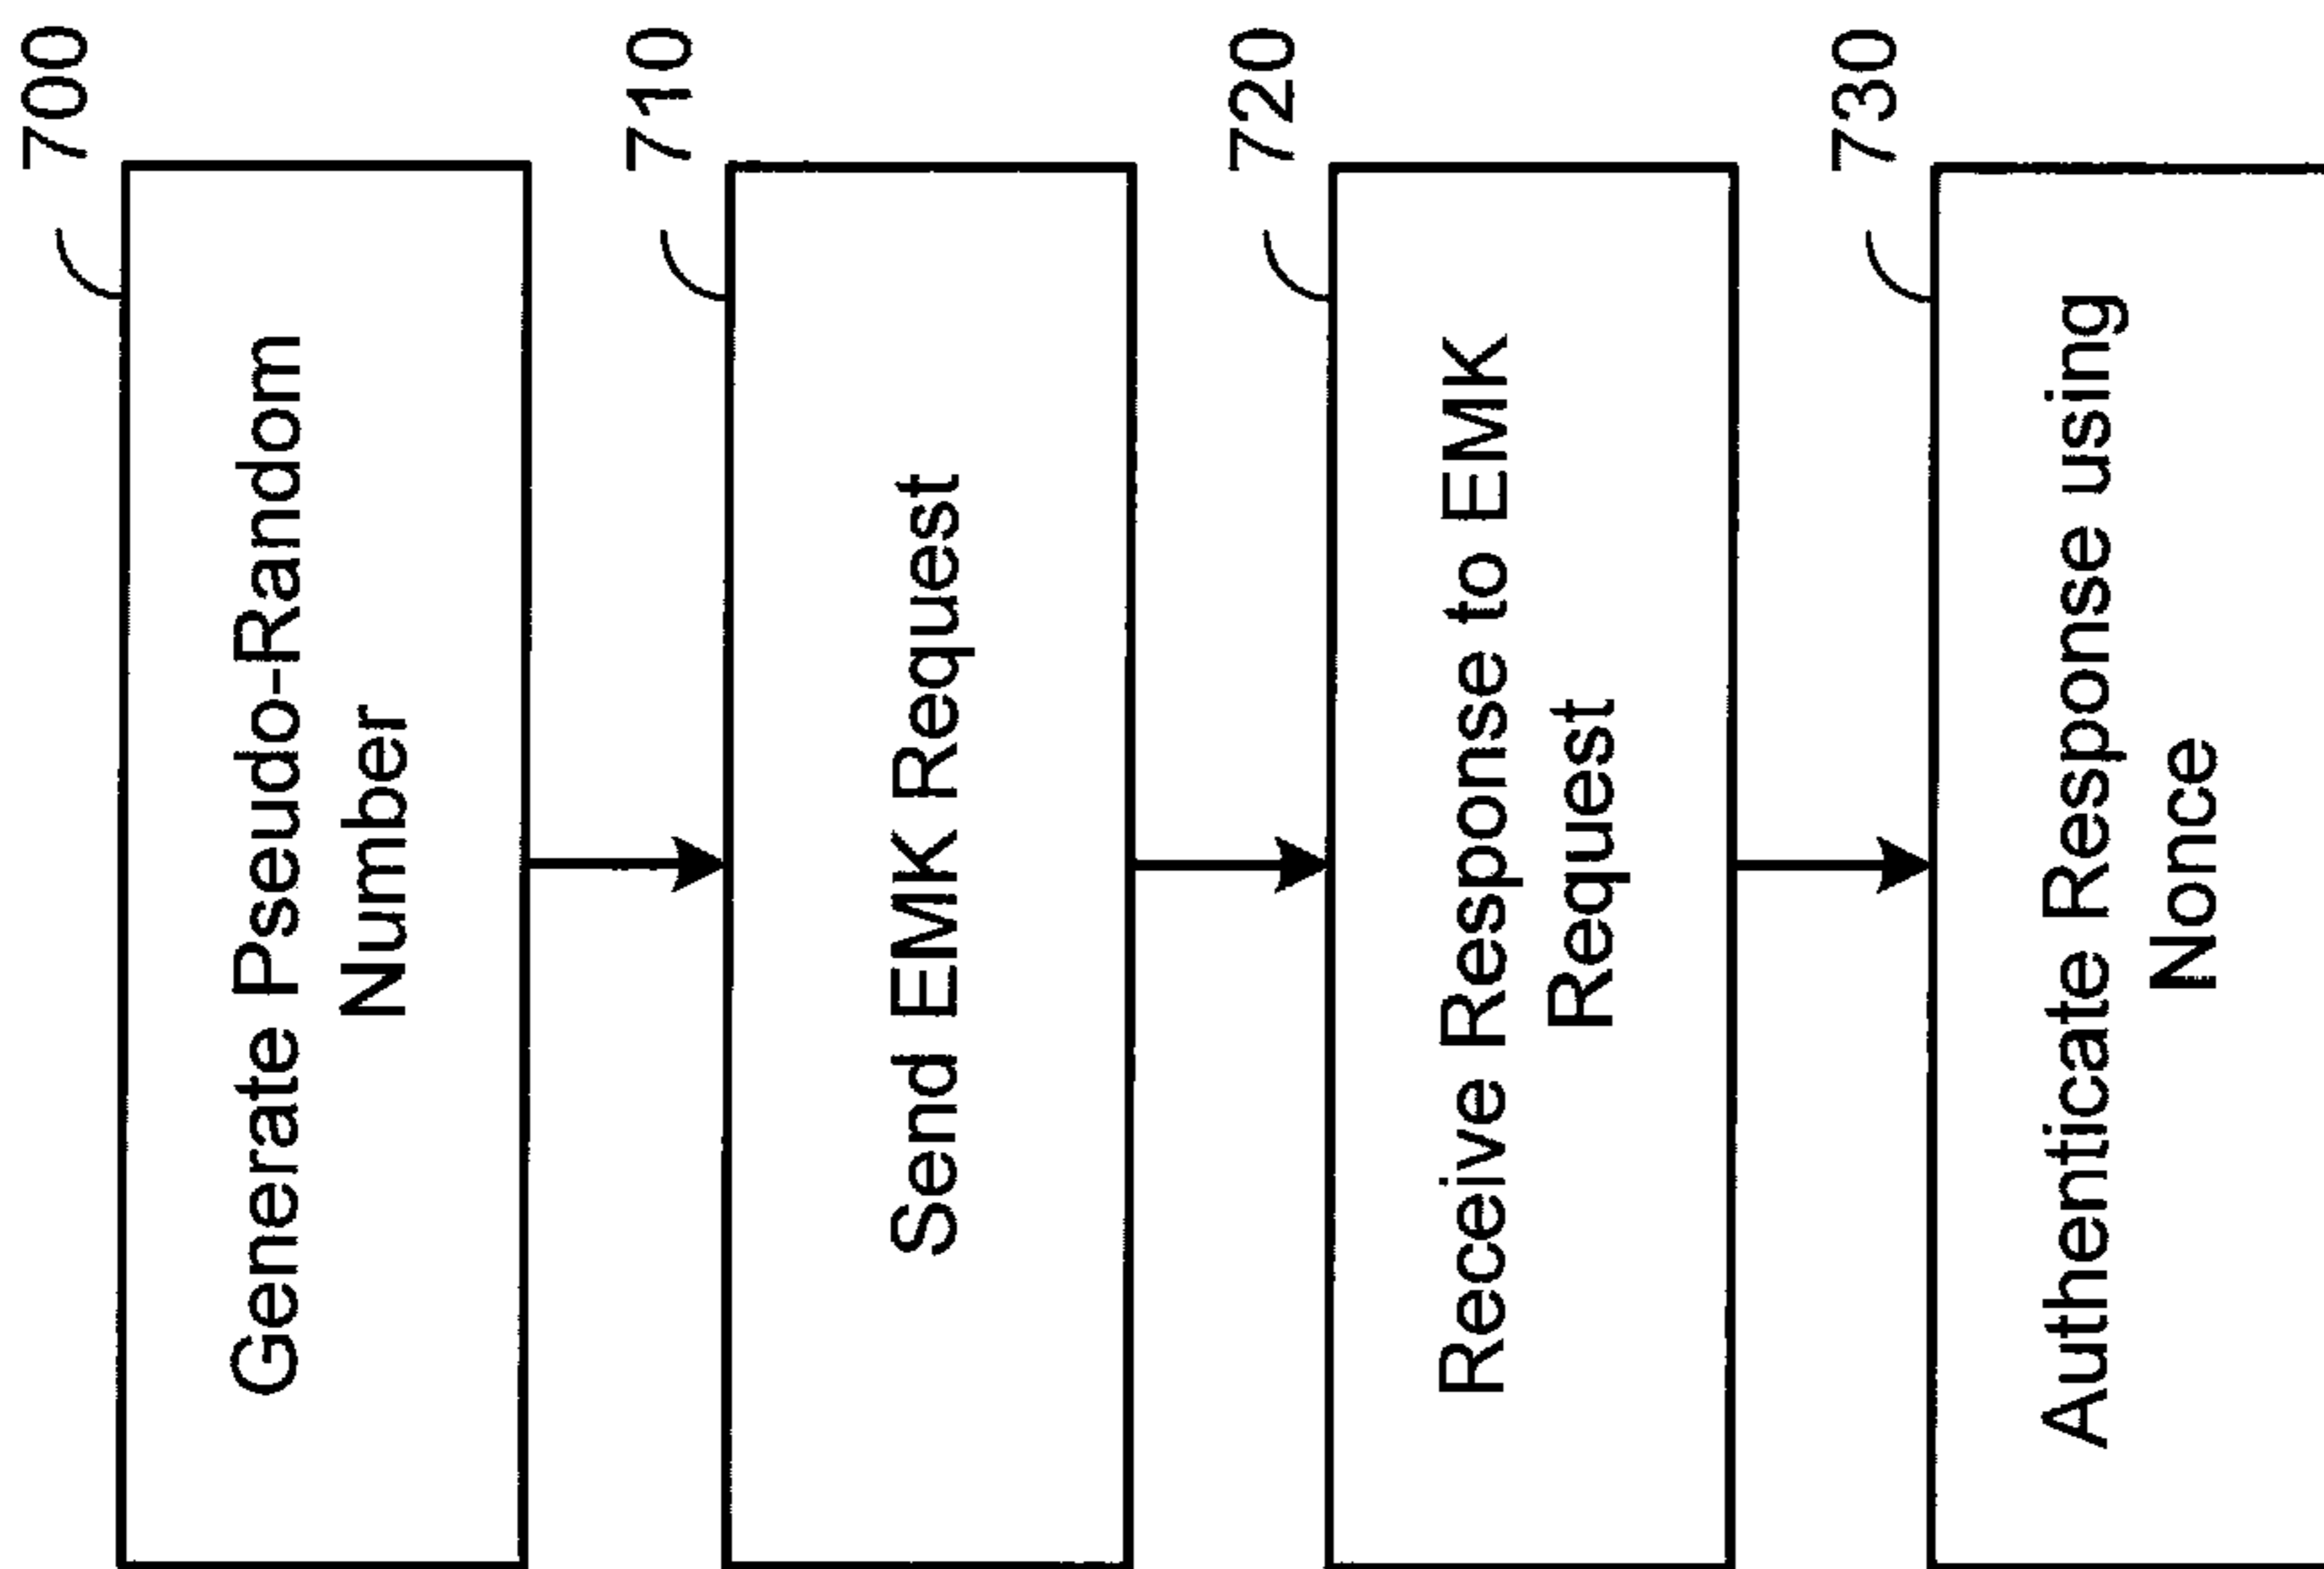 700
Generate Pseudo-Random
Number
710
Send EMK Request
720
Receive Response to EMK
Request
730
Authenticate Response using
Nonce